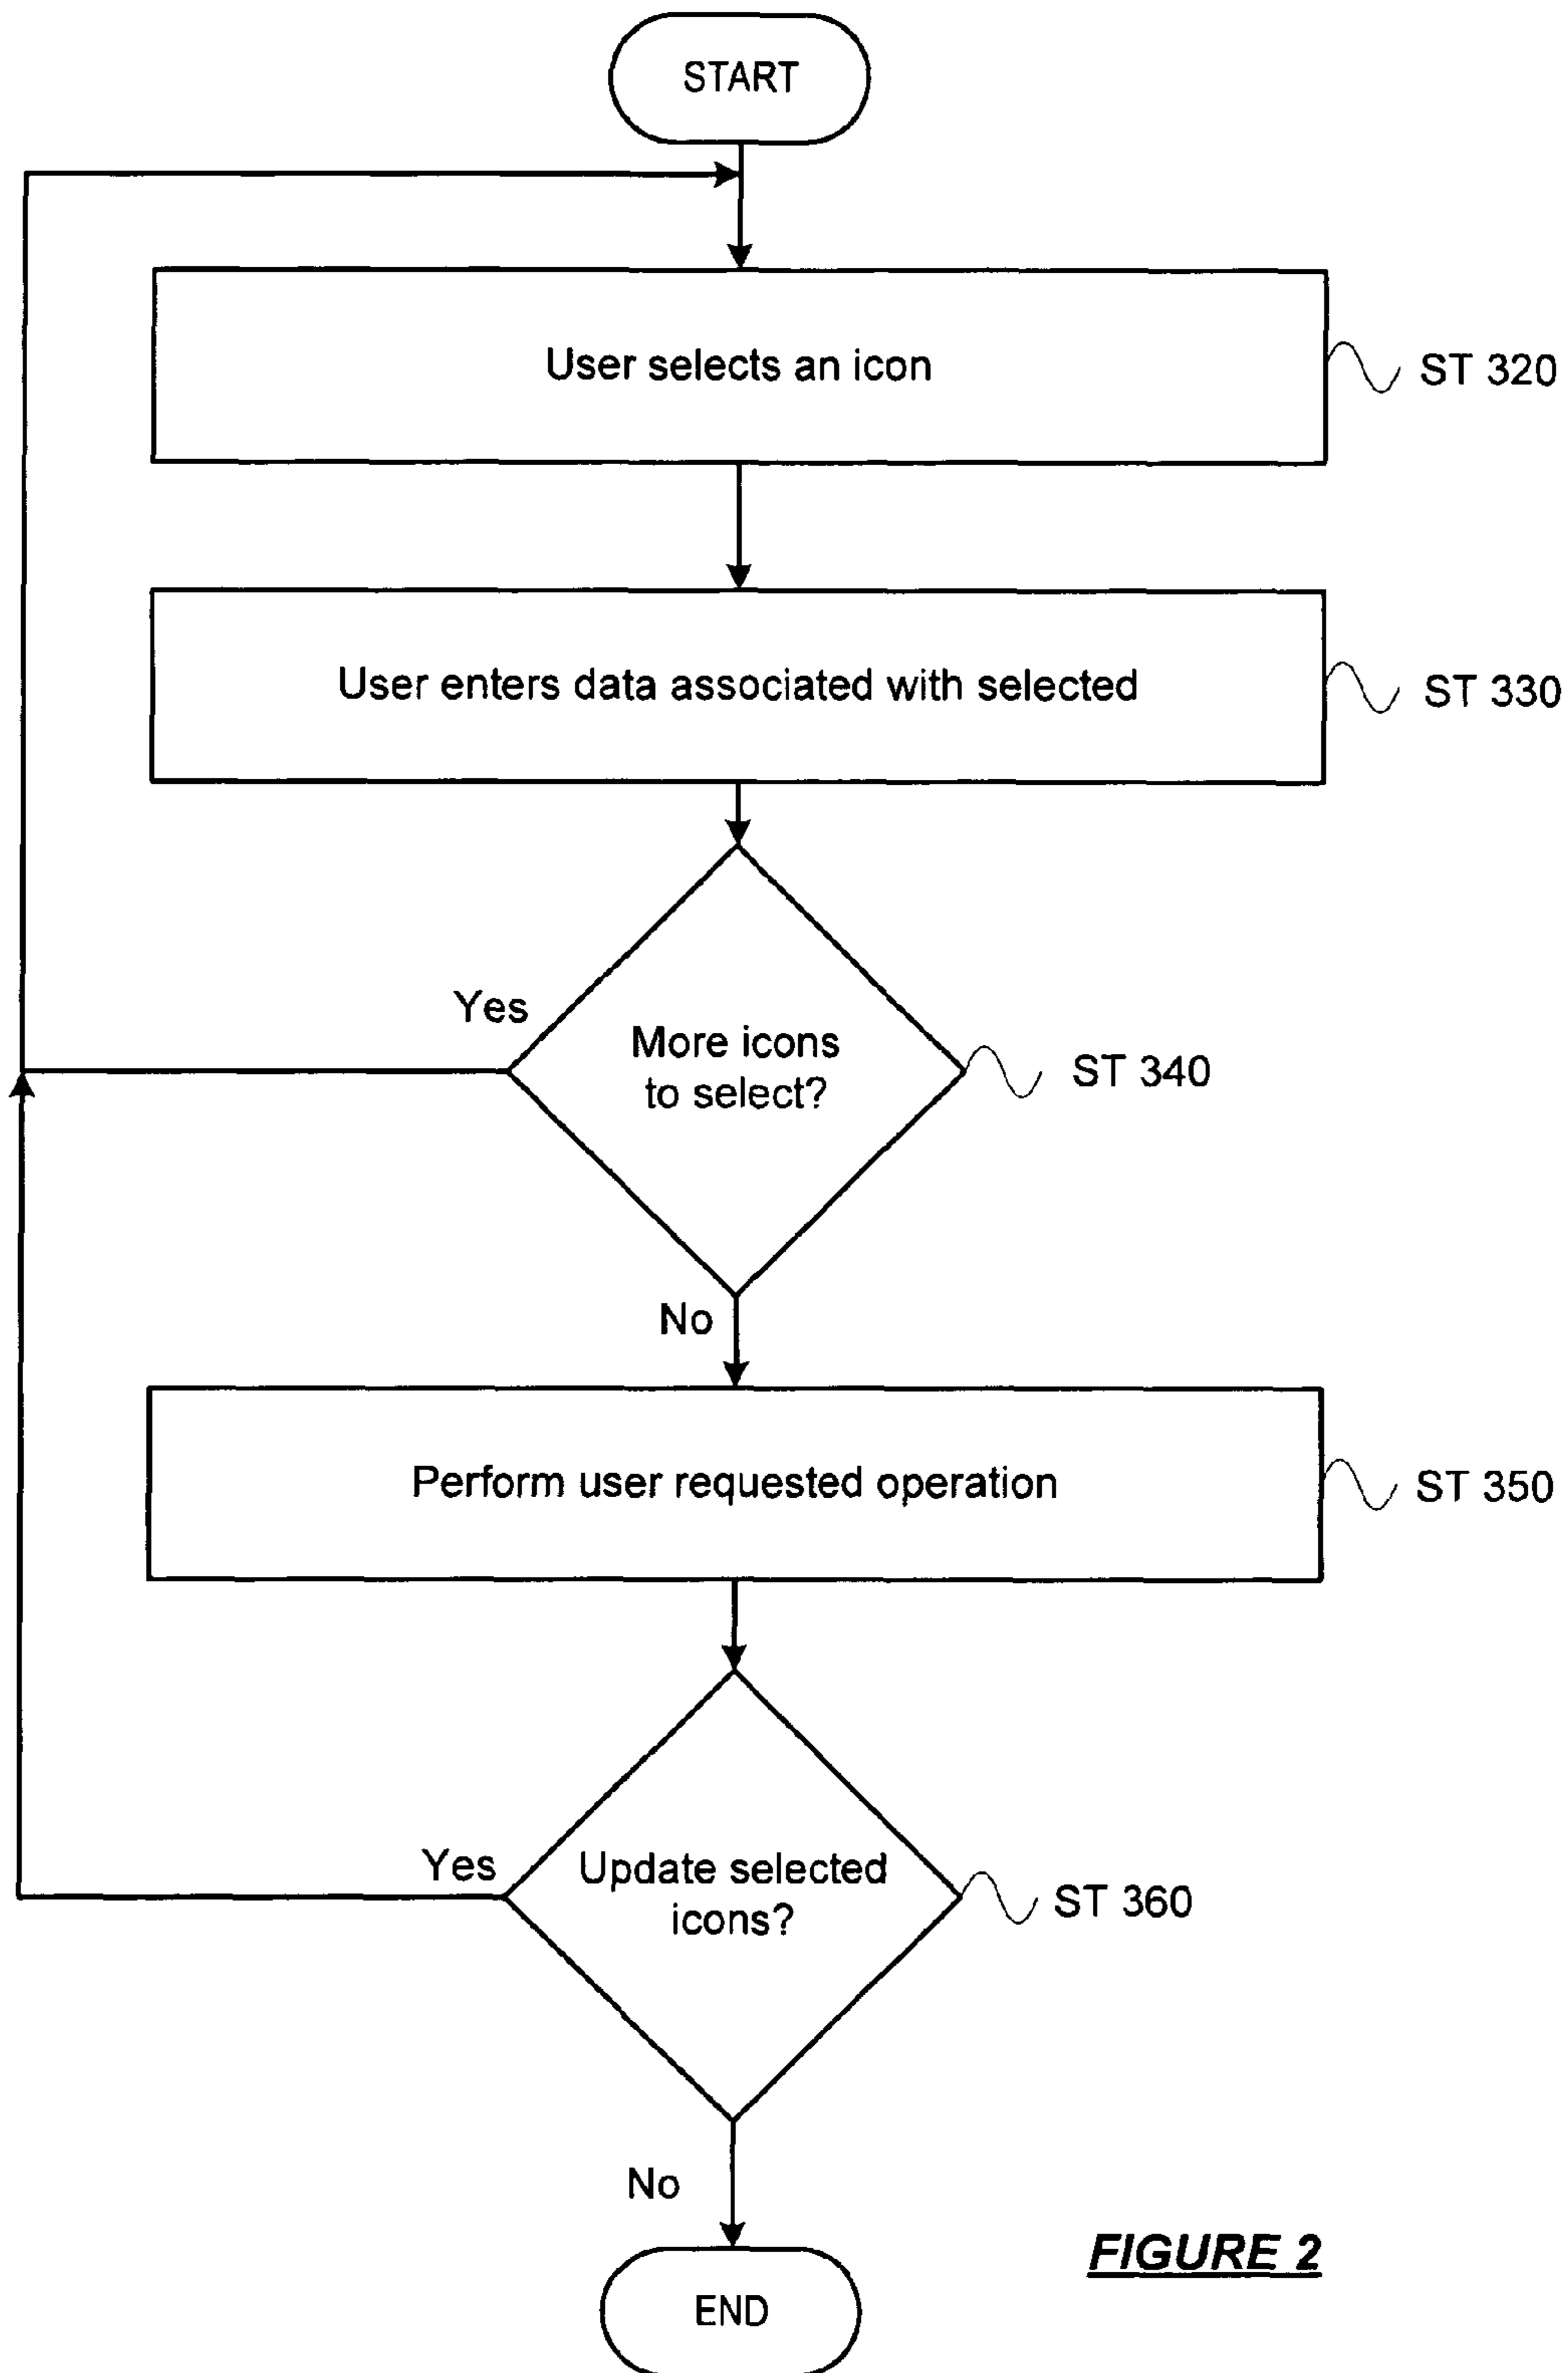 START
User selects an icon
ST 320
User enters data associated with selected
ST 330
Yes
More icons
to select?
ST 340
No
Perform user requested operation
ST 350
Yes
Update selected
icons?
ST 360
No
FIGURE 2
END